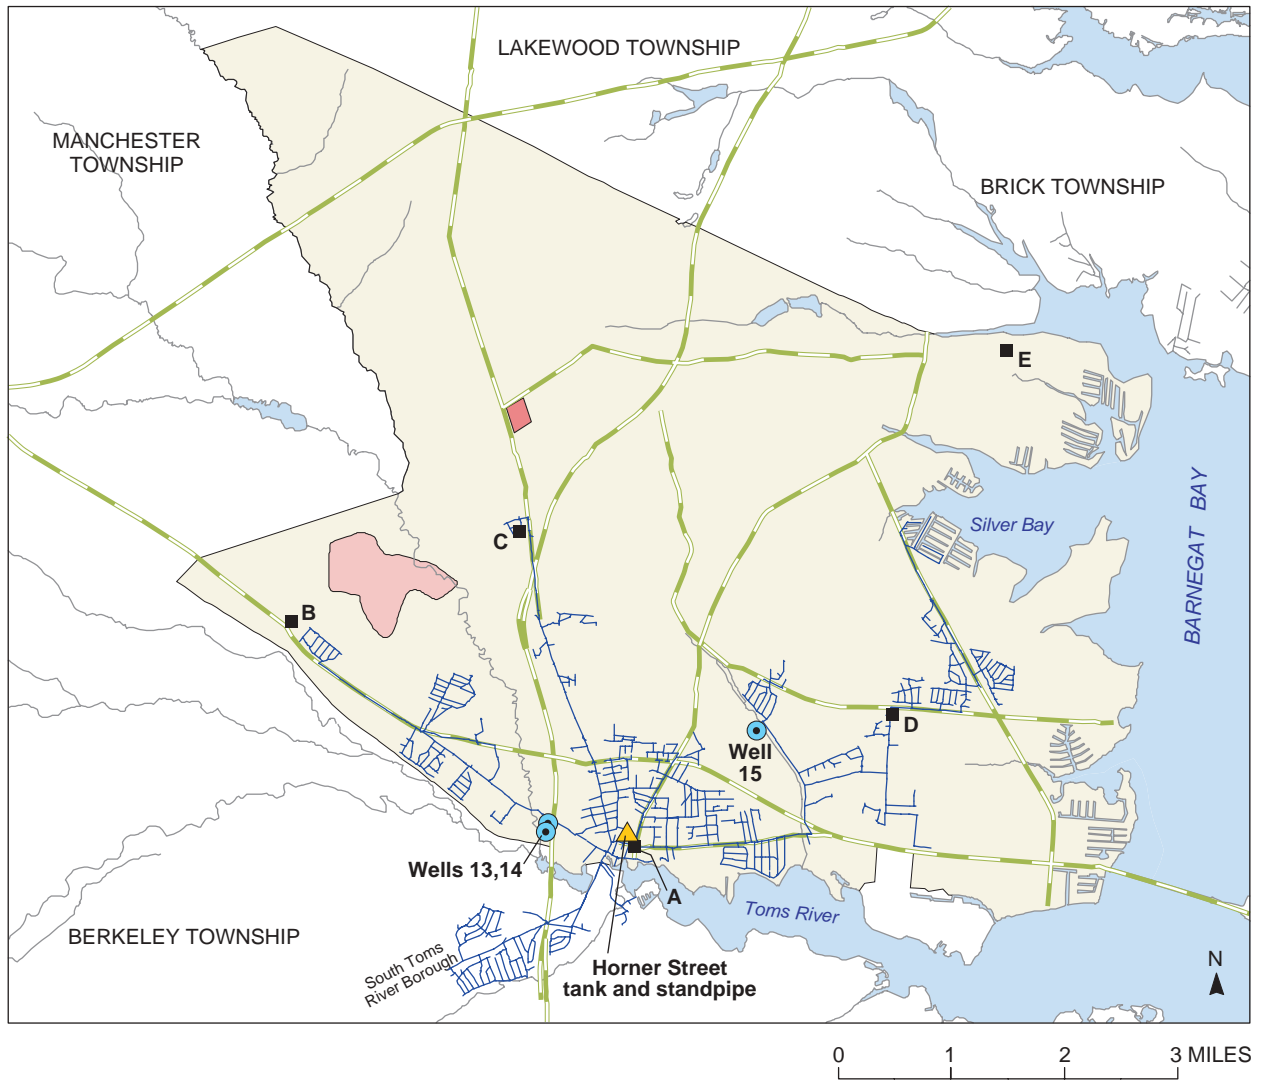 LAKEWOOD TOWNSHIP
MANCHESTER
TOWNSHIP
BRICK TOWNSHIP
E
Silver Bay
BARNEGAT BAY
C
B
D
Well
15
Wells 13,14
A
Toms River
BERKELEY TOWNSHIP
South Toms
River Borough
Horner Street
tank and standpipe
N
0 1 2 3 MILES